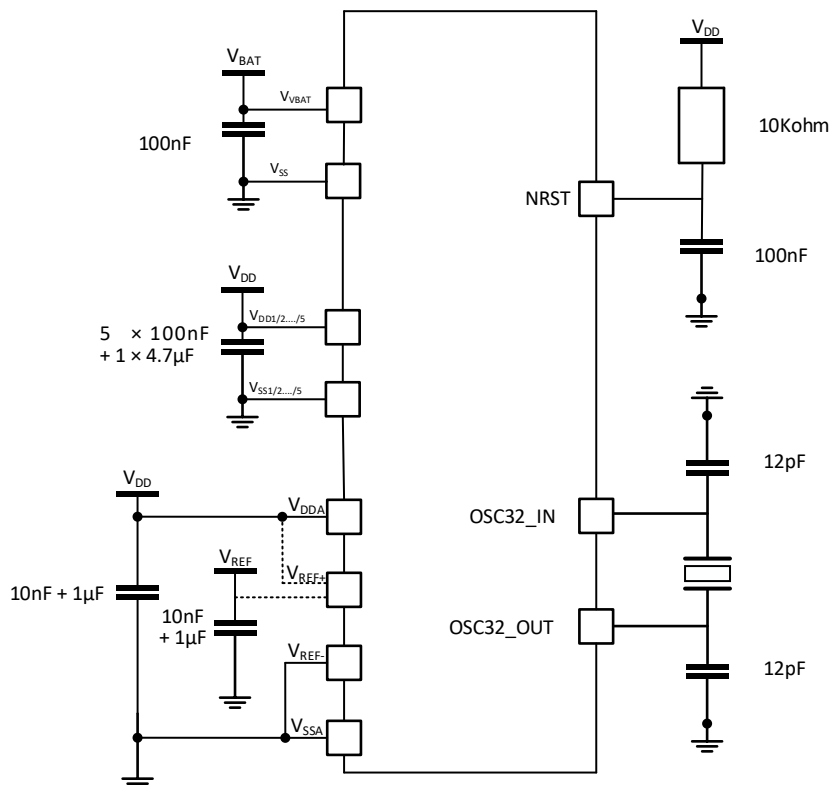 VBAT
VVBAT
100nF
VSS
VDD
VDD1/2..../5
5 × 100nF
+ 1 × 4.7µF
VSS1/2..../5
VDD
VDDA
VREF
VREF+
10nF + 1µF
10nF
+ 1µF
VREF-
VSSA
VDD
10Kohm
NRST
100nF
12pF
OSC32_IN
OSC32_OUT
12pF